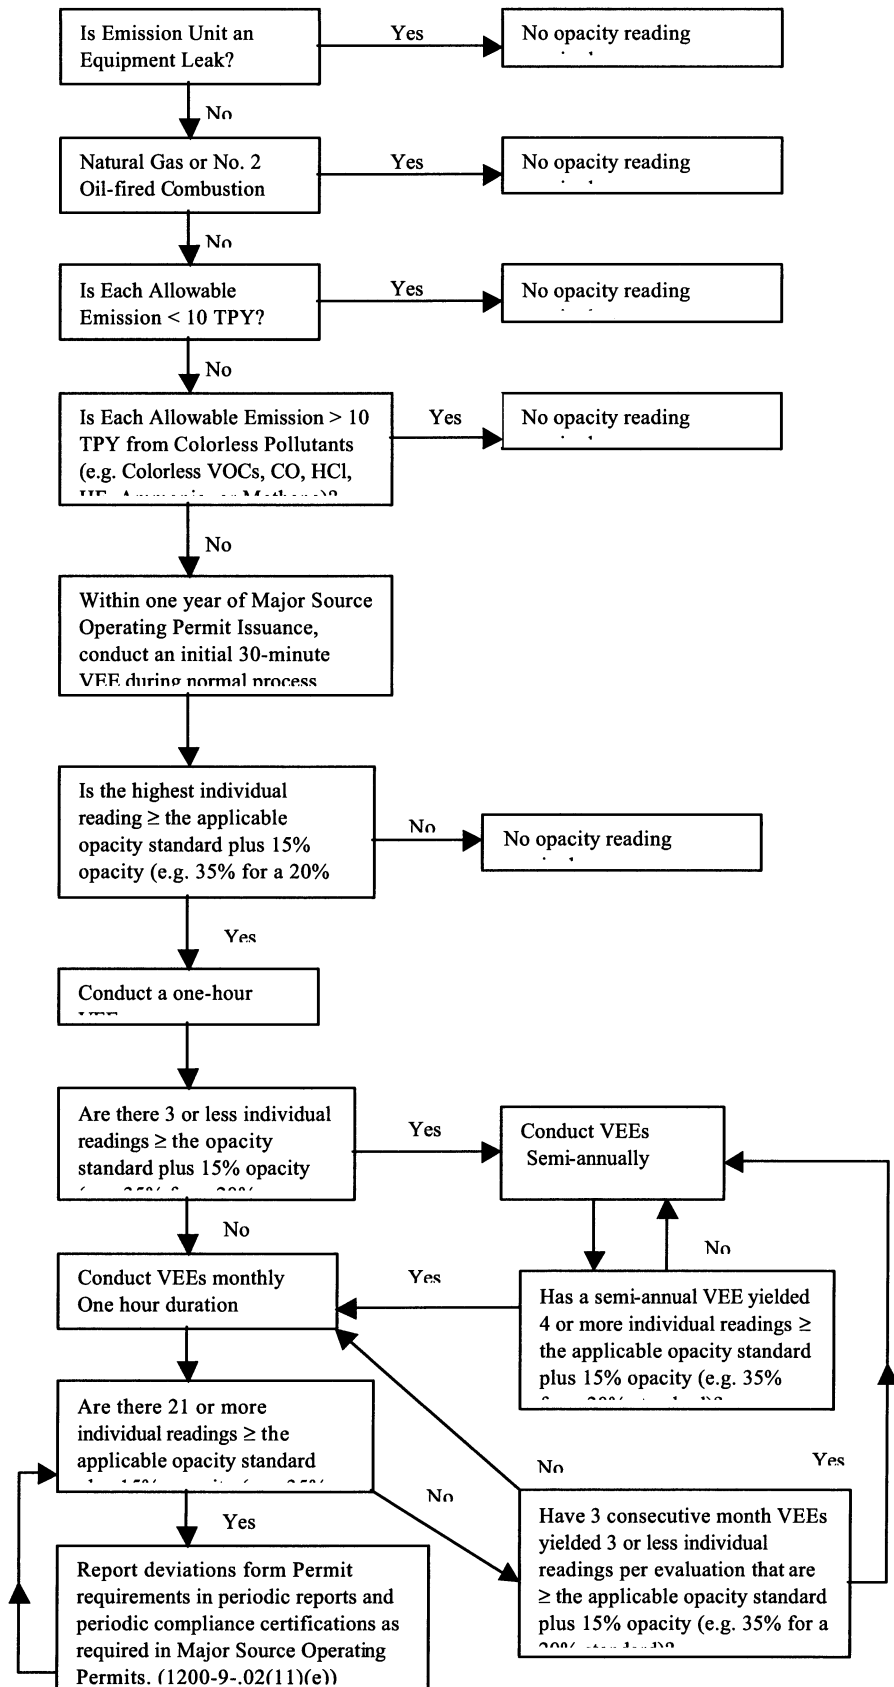 Is Emission Unit an
Equipment Leak?
Yes
No opacity reading
No
Natural Gas or No. 2
Oil-fired Combustion
Yes
No opacity reading
No
Is Each Allowable
Emission < 10 TPY?
Yes
No opacity reading
No
Is Each Allowable Emission > 10
TPY from Colorless Pollutants
(e.g. Colorless VOCs, CO, HCl,
HF, Ammonia, or Methane)?
Yes
No opacity reading
No
Within one year of Major Source
Operating Permit Issuance,
conduct an initial 30-minute
VEE during normal process
Is the highest individual
reading ≥ the applicable
opacity standard plus 15%
opacity (e.g. 35% for a 20%
No
No opacity reading
Yes
Conduct a one-hour
VEE
Are there 3 or less individual
readings ≥ the opacity
standard plus 15% opacity
Yes
Conduct VEEs
Semi-annually
No
Conduct VEEs monthly
One hour duration
Yes
No
Has a semi-annual VEE yielded
4 or more individual readings ≥
the applicable opacity standard
plus 15% opacity (e.g. 35%
Are there 21 or more
individual readings ≥ the
applicable opacity standard
No
Yes
No
Yes
Have 3 consecutive month VEEs
yielded 3 or less individual
readings per evaluation that are
≥ the applicable opacity standard
plus 15% opacity (e.g. 35% for a
20% standard)?
Report deviations form Permit
requirements in periodic reports and
periodic compliance certifications as
required in Major Source Operating
Permits. (1200-9-.02(11)(e))